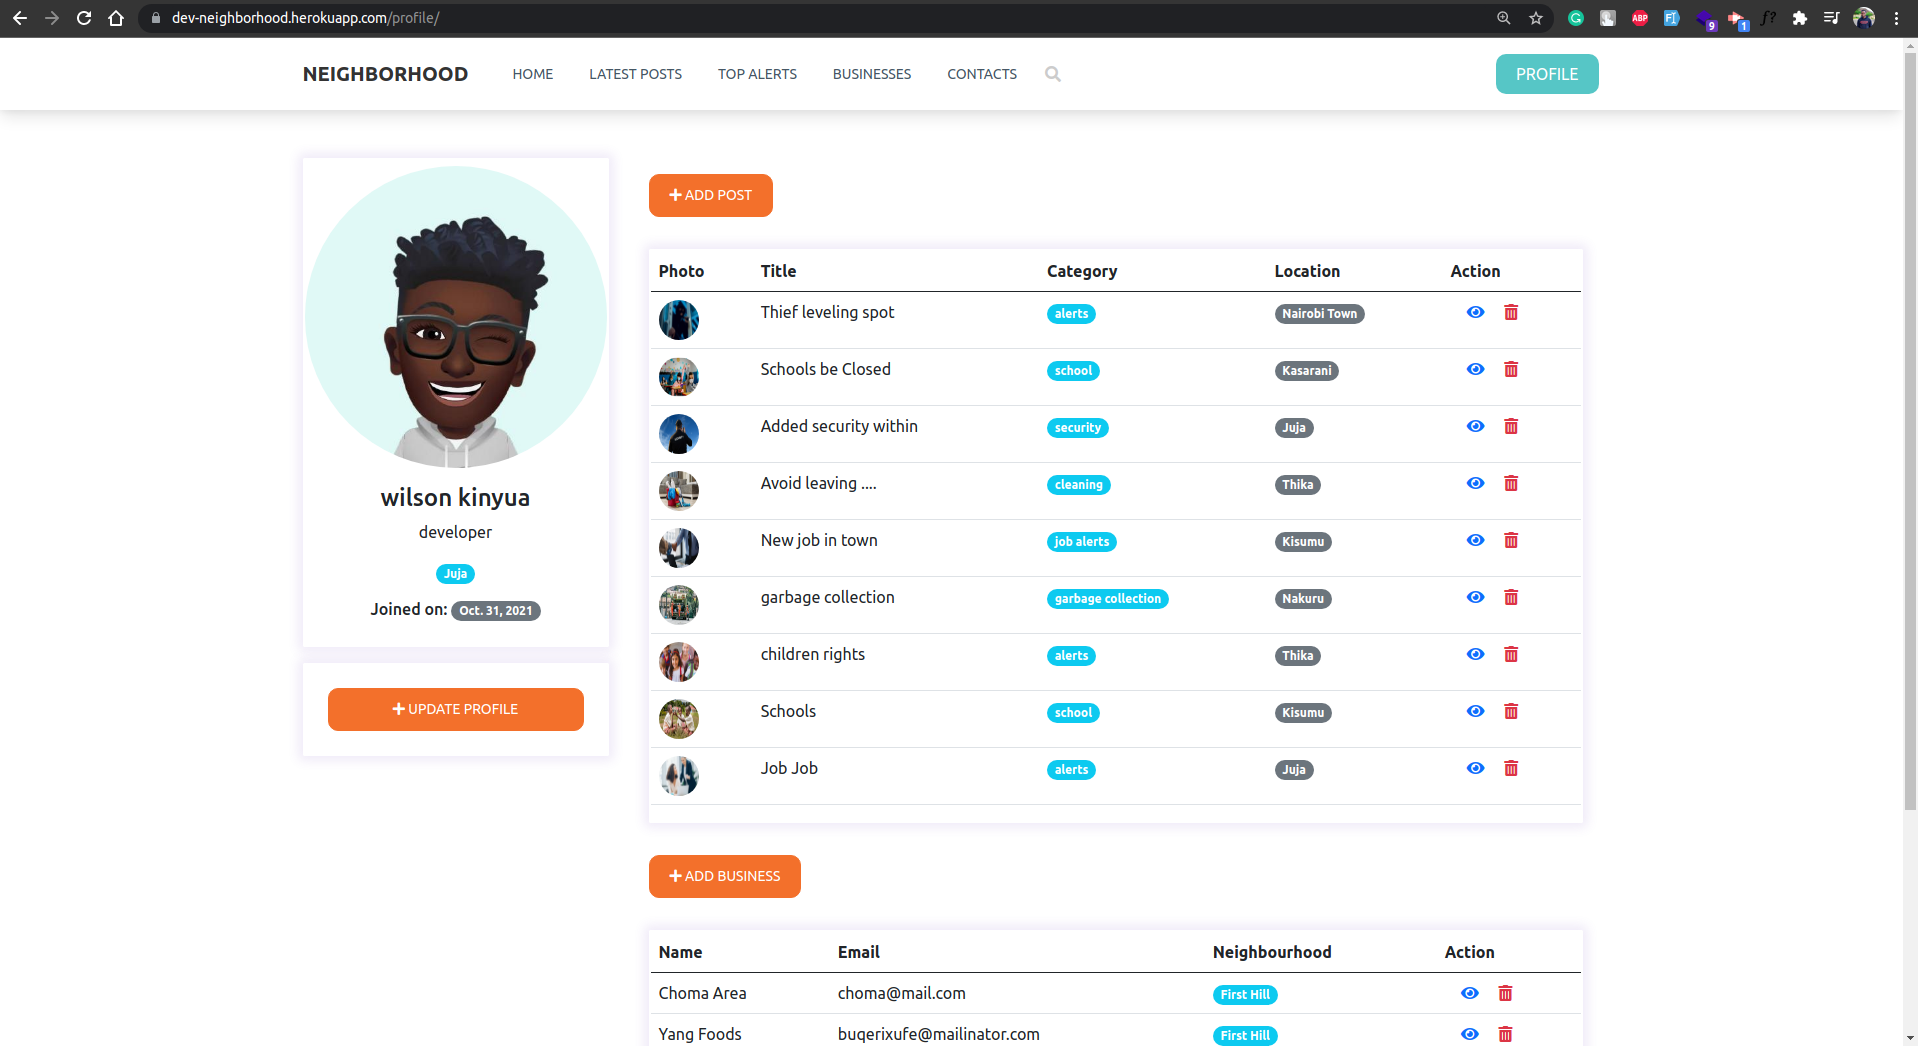 dev-neighborhood.herokuapp.com/profile/
ABP
9
1
f?
NEIGHBORHOOD HOME LATEST POSTS TOP ALERTS BUSINESSES CONTACTS PROFILE
wilson kinyua
developer
Juja
Joined on: Oct. 31, 2021
UPDATE PROFILE
ADD POST
Photo Title Category Location Action
Thief leveling spot alerts Nairobi Town
Schools be Closed school Kasarani
Added security within security Juja
Avoid leaving .... cleaning Thika
New job in town job alerts Kisumu
garbage collection garbage collection Nakuru
children rights alerts Thika
Schools school Kisumu
Job Job alerts Juja
ADD BUSINESS
Name Email Neighbourhood Action
Choma Area choma@mail.com First Hill
Yang Foods buqerixufe@mailinator.com First Hill